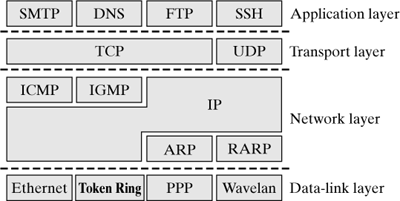 SMTP DNS FTP SSH Application layer
TCP UDP Transport layer
ICMP IGMP
IP
Network layer
ARP RARP
Ethernet Token Ring PPP Wavelan Data-link layer